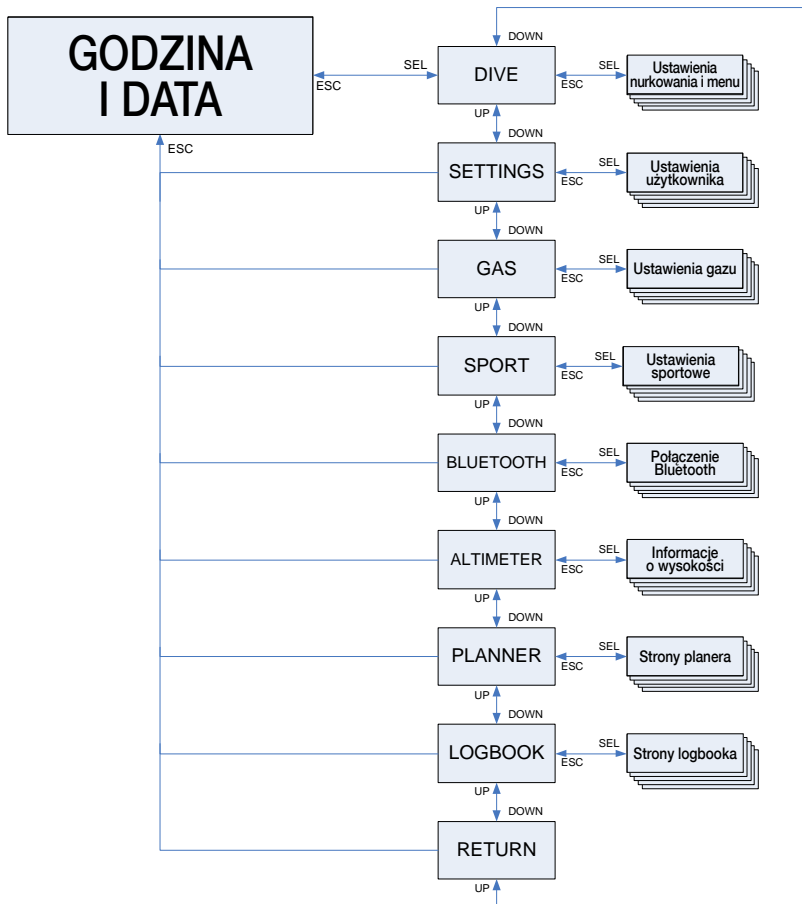 GODZINA
I DATA
ESC
SEL
ESC
DOWN
DIVE
SEL
ESC
Ustawienia
nurkowania i menu
UP
DOWN
SETTINGS
SEL
ESC
Ustawienia
użytkownika
UP
DOWN
GAS
SEL
ESC
Ustawienia gazu
UP
DOWN
SPORT
SEL
ESC
Ustawienia
sportowe
UP
DOWN
BLUETOOTH
SEL
ESC
Połączenie
Bluetooth
UP
DOWN
ALTIMETER
SEL
ESC
Informacje
o wysokości
UP
DOWN
PLANNER
SEL
ESC
Strony planera
UP
DOWN
LOGBOOK
SEL
ESC
Strony logbooka
UP
DOWN
RETURN
UP